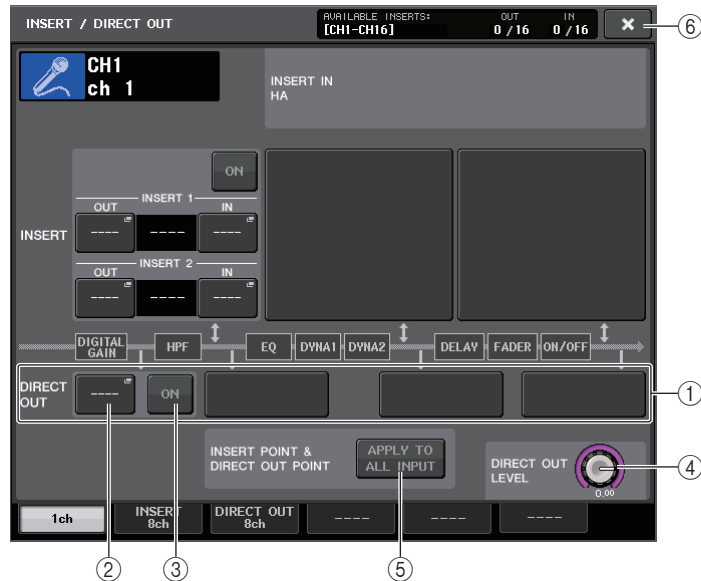 INSERT / DIRECT OUT
AVAILABLE INSERTS: OUT IN
[CH1-CH16] 0 /16 0 /16
×
⑥
CH1
ch 1
INSERT IN
HA
ON
INSERT 1
OUT IN
---- ---- ----
INSERT
INSERT 2
OUT IN
---- ---- ----
DIGITAL GAIN HPF EQ DYNA1 DYNA2 DELAY FADER ON/OFF
DIRECT OUT
---- ON
①
INSERT POINT &
DIRECT OUT POINT
APPLY TO
ALL INPUT
DIRECT OUT
LEVEL
0.00
④
1ch INSERT 8ch DIRECT OUT 8ch ---- ---- ----
② ③ ⑤